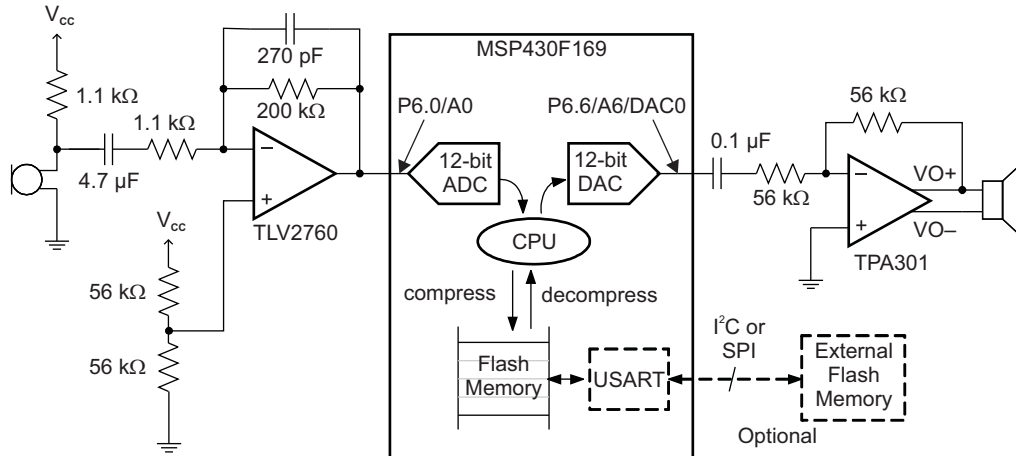 V_CC
270 pF
MSP430F169
1.1 kΩ
1.1 kΩ
200 kΩ
P6.0/A0
P6.6/A6/DAC0
56 kΩ
4.7 µF
–
+
12-bit
ADC
12-bit
DAC
0.1 µF
56 kΩ
–
+
VO+
VO–
V_CC
TLV2760
CPU
TPA301
56 kΩ
compress
decompress
56 kΩ
Flash
Memory
USART
I²C or
SPI
External
Flash
Memory
Optional